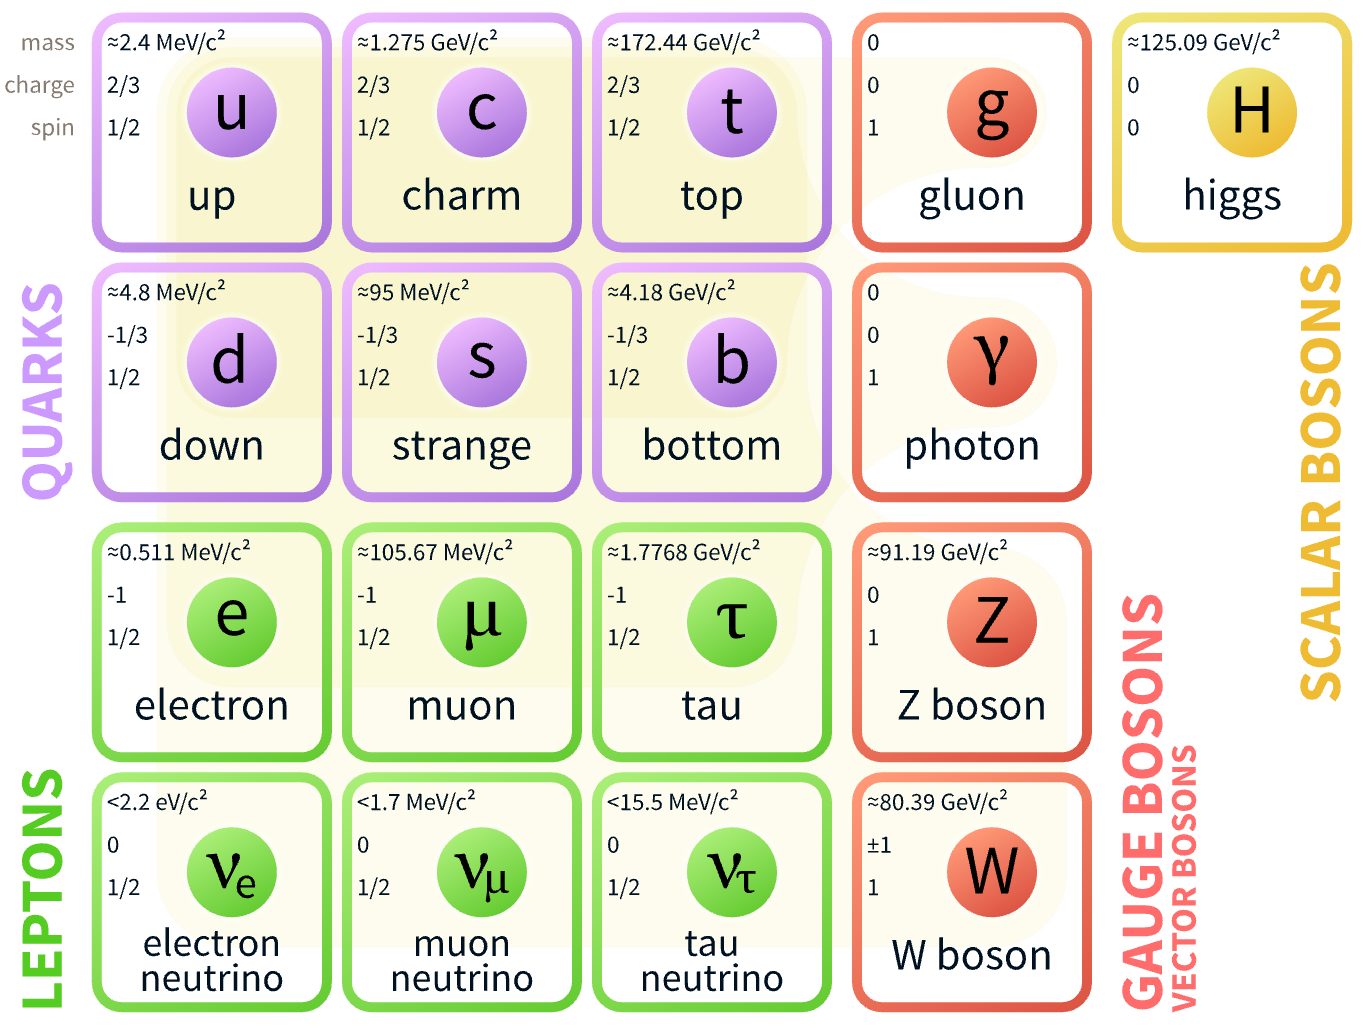 mass
charge
spin
≈2.4 MeV/c²
2/3
1/2
u
up
≈1.275 GeV/c²
2/3
1/2
c
charm
≈172.44 GeV/c²
2/3
1/2
t
top
0
0
1
g
gluon
≈125.09 GeV/c²
0
0
H
higgs
QUARKS
≈4.8 MeV/c²
-1/3
1/2
d
down
≈95 MeV/c²
-1/3
1/2
s
strange
≈4.18 GeV/c²
-1/3
1/2
b
bottom
0
0
1
γ
photon
SCALAR BOSONS
≈0.511 MeV/c²
-1
1/2
e
electron
≈105.67 MeV/c²
-1
1/2
μ
muon
≈1.7768 GeV/c²
-1
1/2
τ
tau
≈91.19 GeV/c²
0
1
Z
Z boson
GAUGE BOSONS
VECTOR BOSONS
LEPTONS
<2.2 eV/c²
0
1/2
νe
electron
neutrino
<1.7 MeV/c²
0
1/2
νμ
muon
neutrino
<15.5 MeV/c²
0
1/2
ντ
tau
neutrino
≈80.39 GeV/c²
±1
1
W
W boson